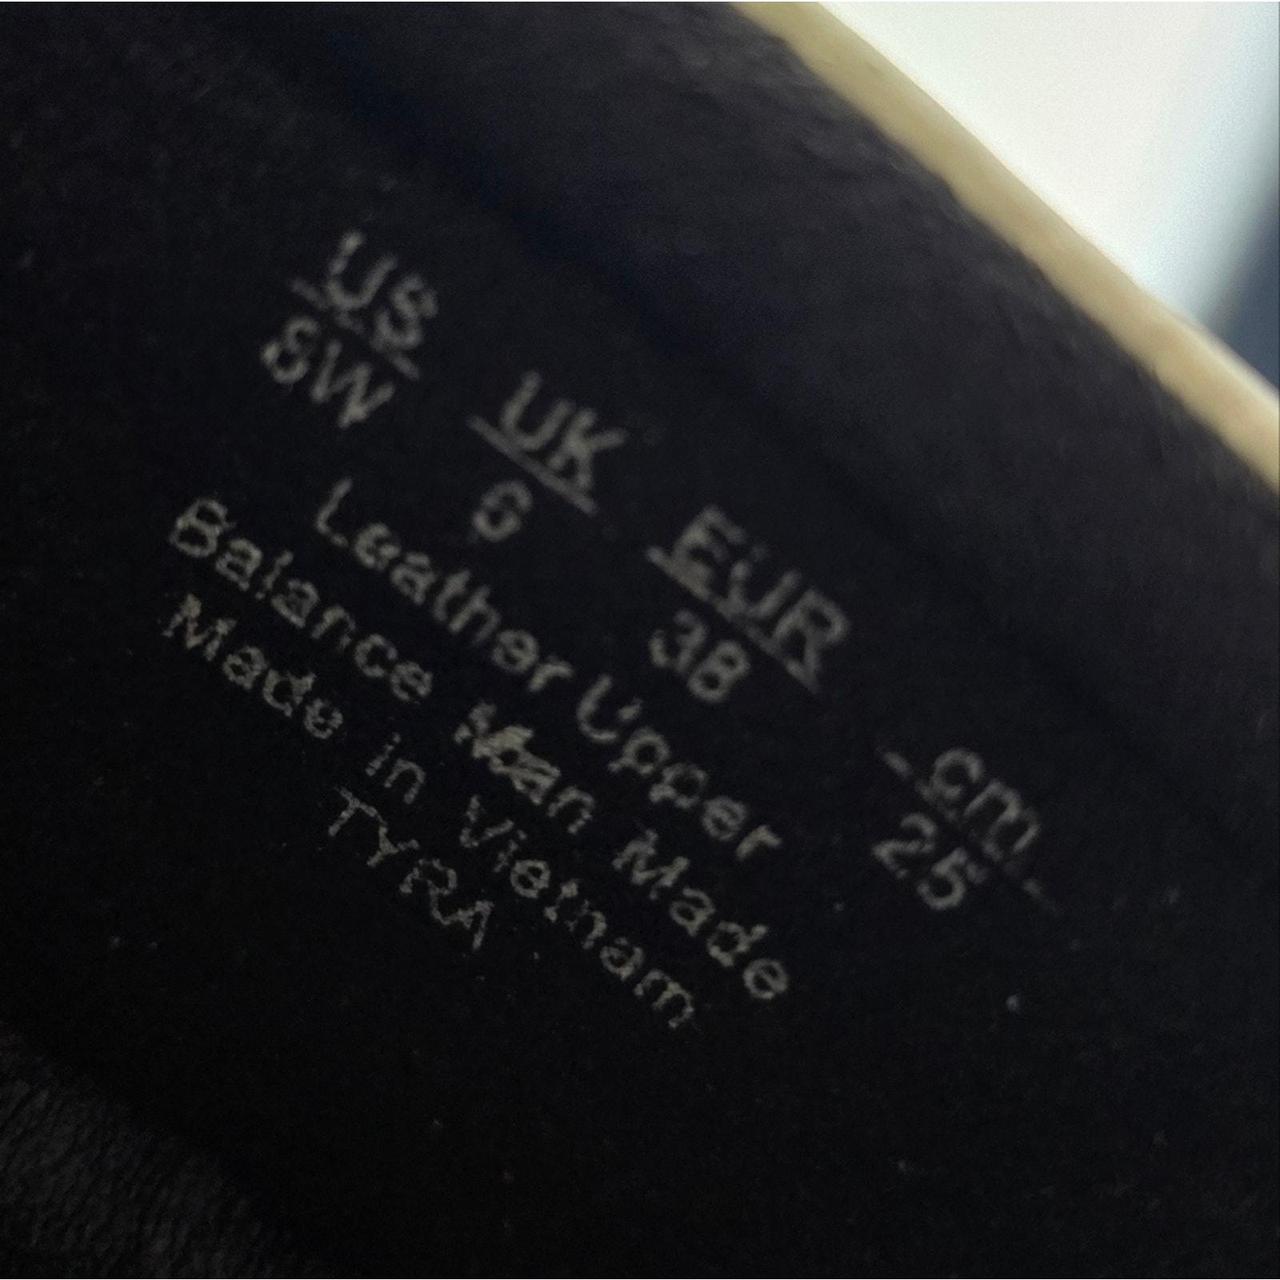 US UK EUR cm
8W 6 38 25
Leather Upper
Balance Man Made
Made in Vietnam
TYRA